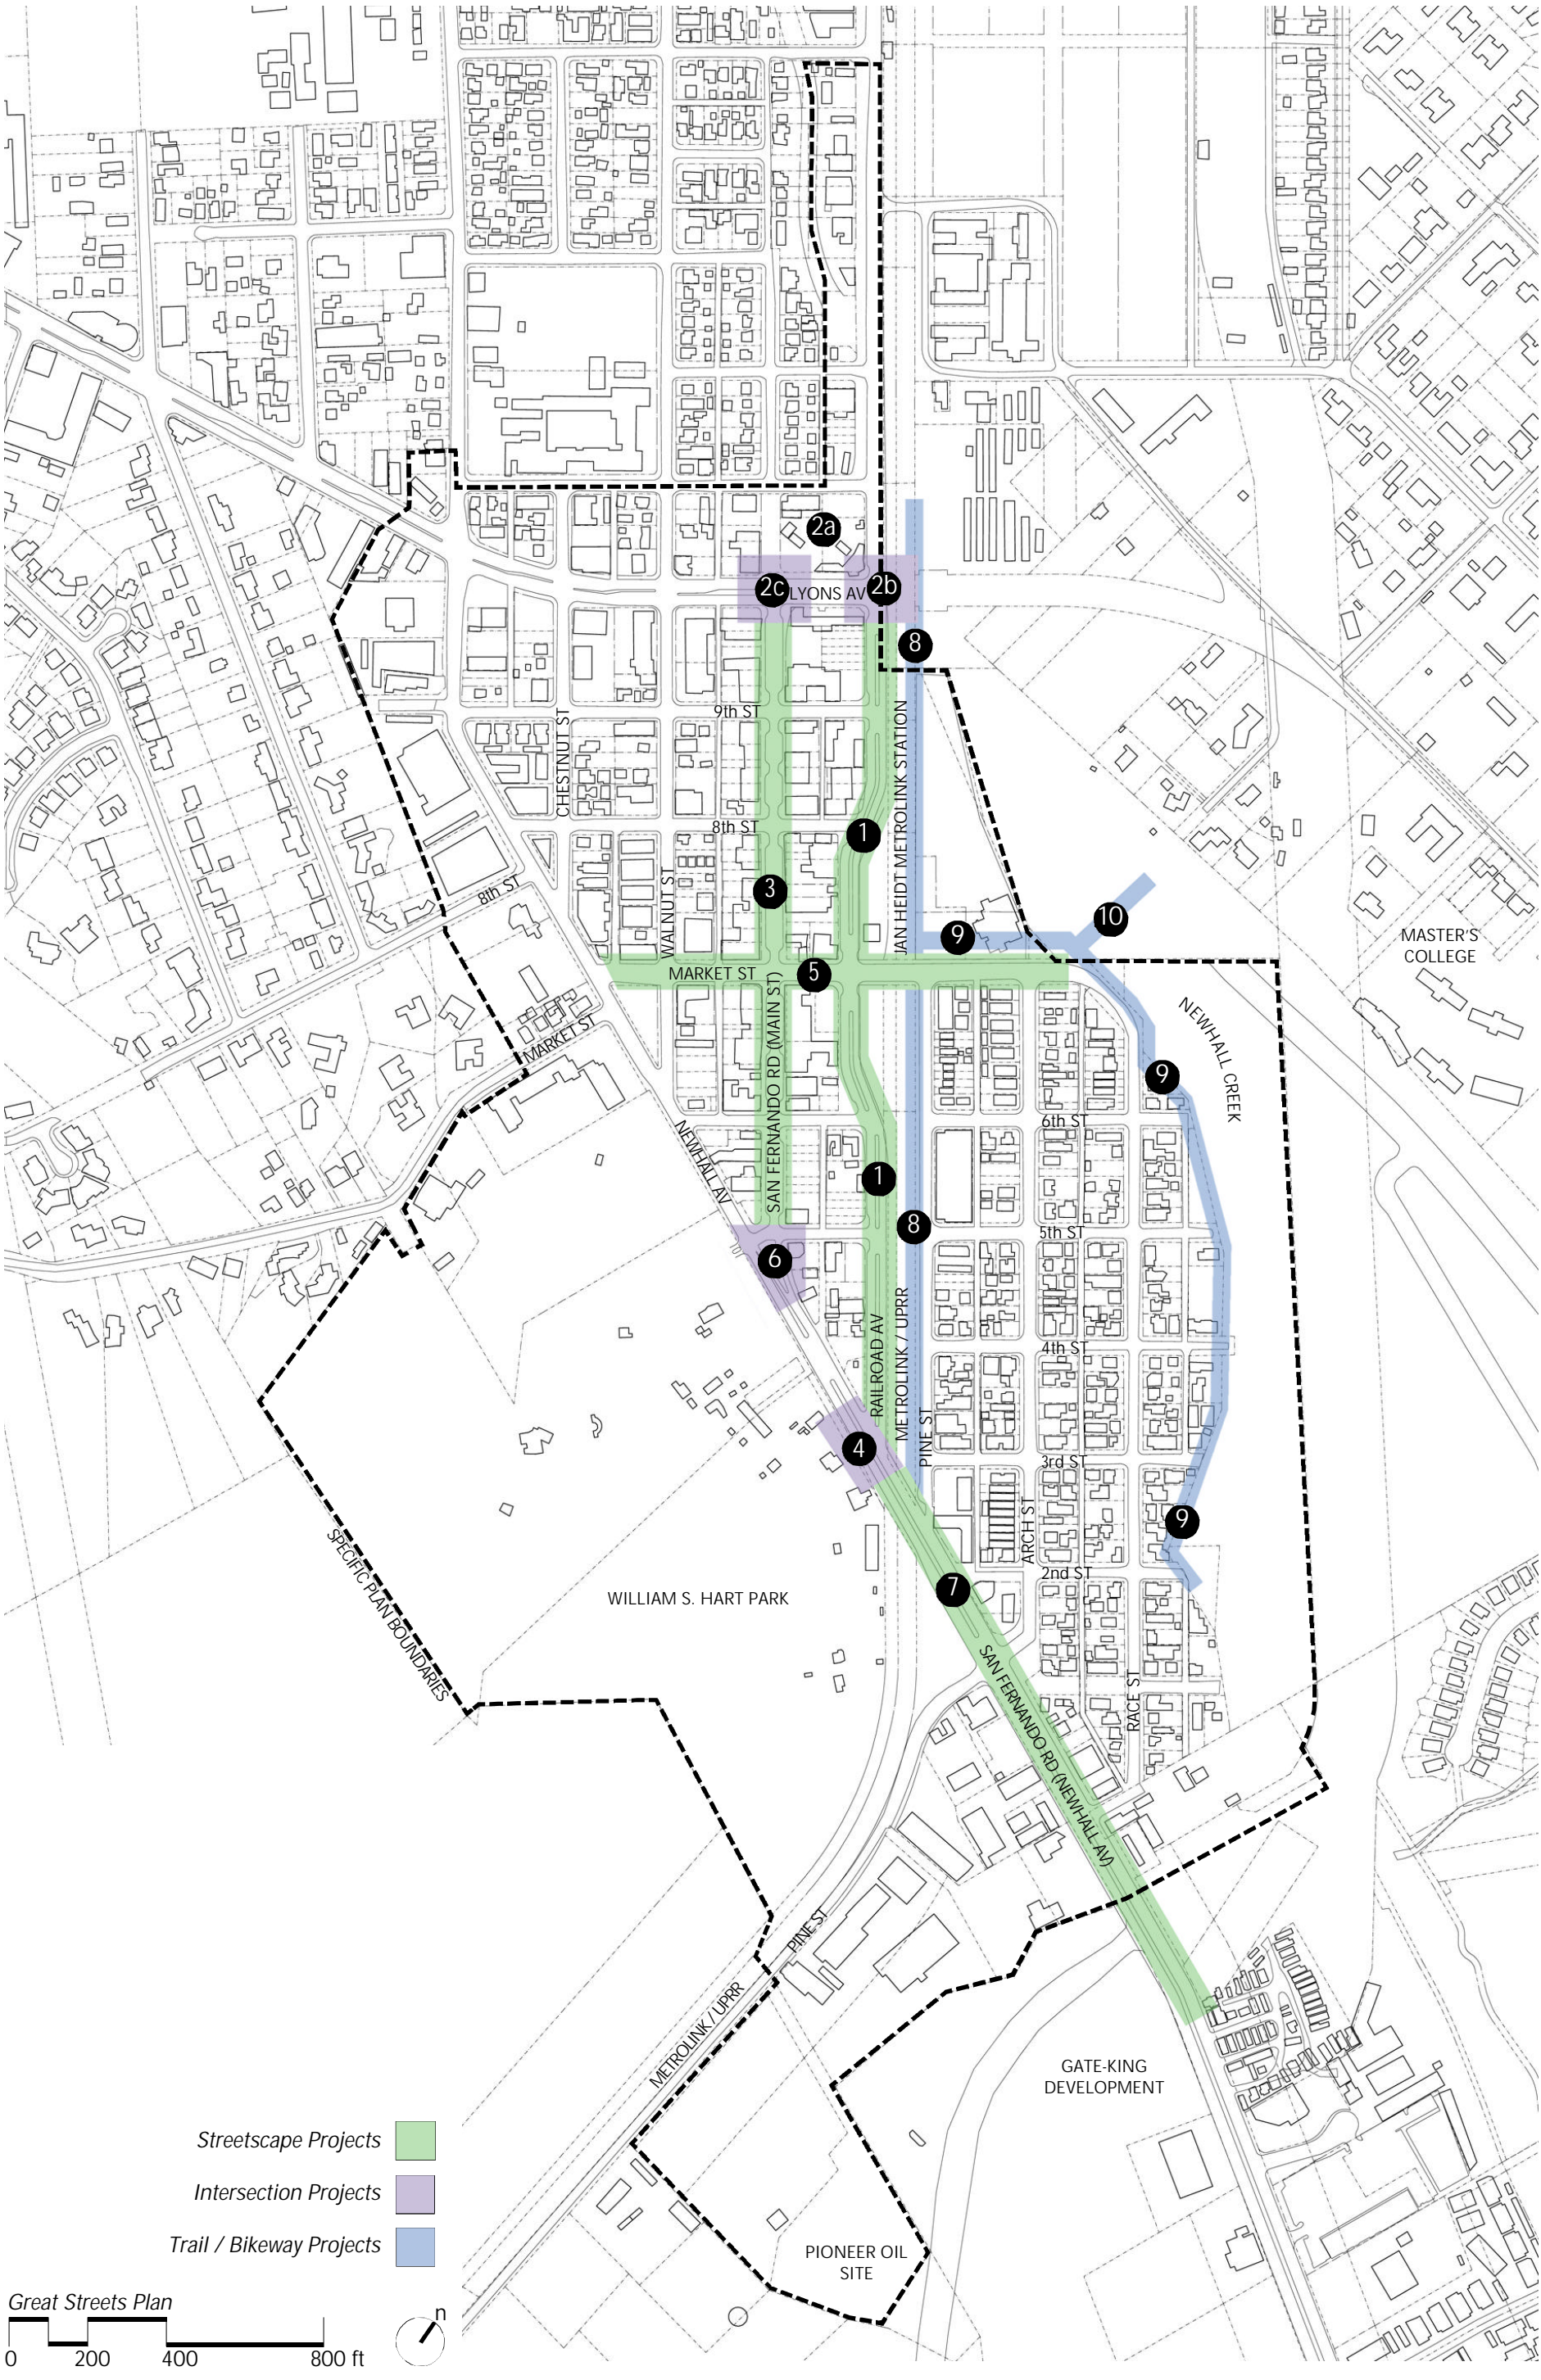 2a
2c
LYONS AV
2b
8
9th ST
CHESTNUT ST
JAN HEIDT METROLINK STATION
8th ST
1
WALNUT ST
3
8th ST
9
10
MASTER'S
COLLEGE
MARKET ST
5
SAN FERNANDO RD (MAIN ST)
NEWHALL CREEK
MARKET ST
9
6th ST
NEWHALL AV
1
8
5th ST
6
RAILROAD AV
METROLINK / UPRR
4th ST
PINE ST
4
3rd ST
ARCH ST
9
SPECIFIC PLAN BOUNDARIES
2nd ST
7
WILLIAM S. HART PARK
SAN FERNANDO RD (NEWHALL AV)
RACE ST
PINE ST
METROLINK / UPRR
GATE-KING
DEVELOPMENT
Streetscape Projects
Intersection Projects
Trail / Bikeway Projects
PIONEER OIL
SITE
Great Streets Plan
n
0 200 400 800 ft